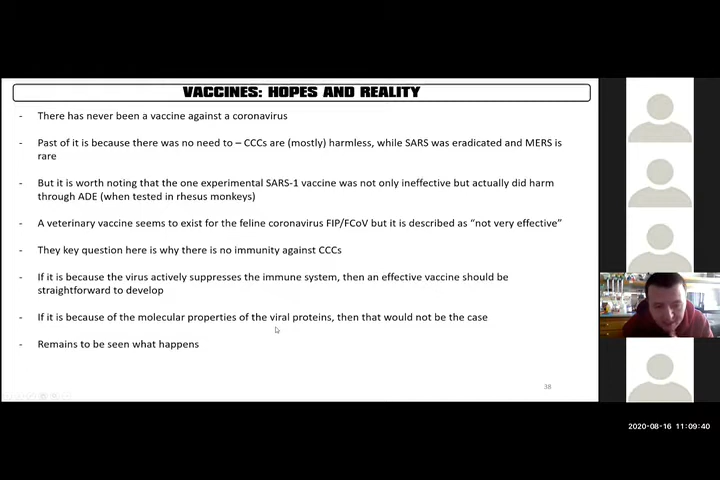 VACCINES: HOPES AND REALITY
- There has never been a vaccine against a coronavirus
- Past of it is because there was no need to – CCCs are (mostly) harmless, while SARS was eradicated and MERS is
rare
- But it is worth noting that the one experimental SARS-1 vaccine was not only ineffective but actually did harm
through ADE (when tested in rhesus monkeys)
- A veterinary vaccine seems to exist for the feline coronavirus FIP/FCoV but it is described as “not very effective”
- They key question here is why there is no immunity against CCCs
- If it is because the virus actively suppresses the immune system, then an effective vaccine should be
straightforward to develop
- If it is because of the molecular properties of the viral proteins, then that would not be the case
- Remains to be seen what happens
38
2020-08-16 11:09:40